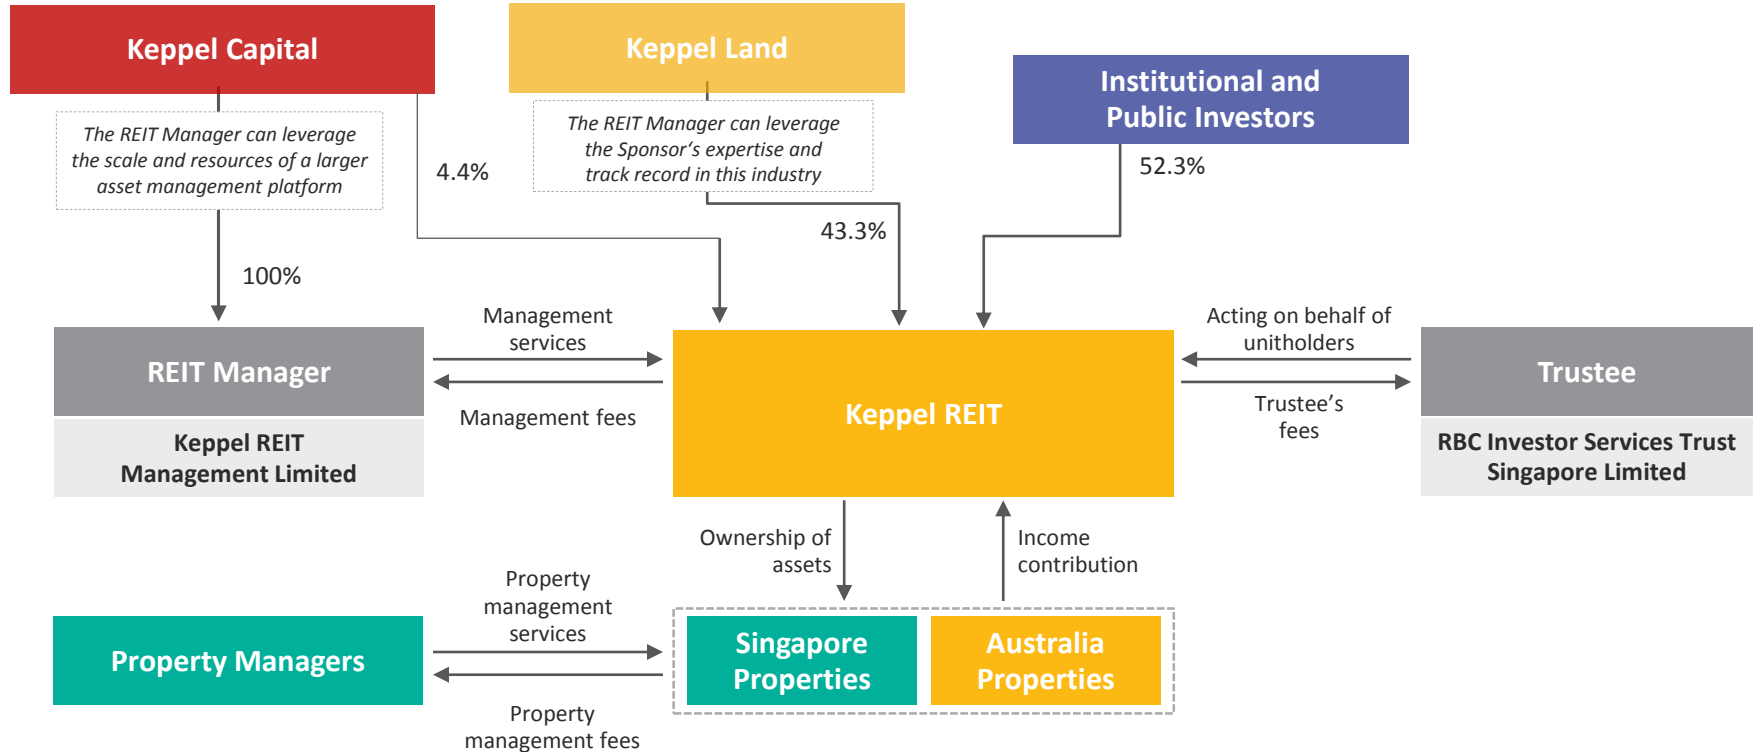 Keppel Capital
Keppel Land
Institutional and
Public Investors
The REIT Manager can leverage
the scale and resources of a larger
asset management platform
The REIT Manager can leverage
the Sponsor‘s expertise and
track record in this industry
4.4%
52.3%
43.3%
100%
Management
services
Acting on behalf of
unitholders
REIT Manager
Keppel REIT
Trustee
Management fees
Trustee’s
fees
Keppel REIT
Management Limited
RBC Investor Services Trust
Singapore Limited
Ownership of
assets
Income
contribution
Property
management
services
Property Managers
Singapore
Properties
Australia
Properties
Property
management fees